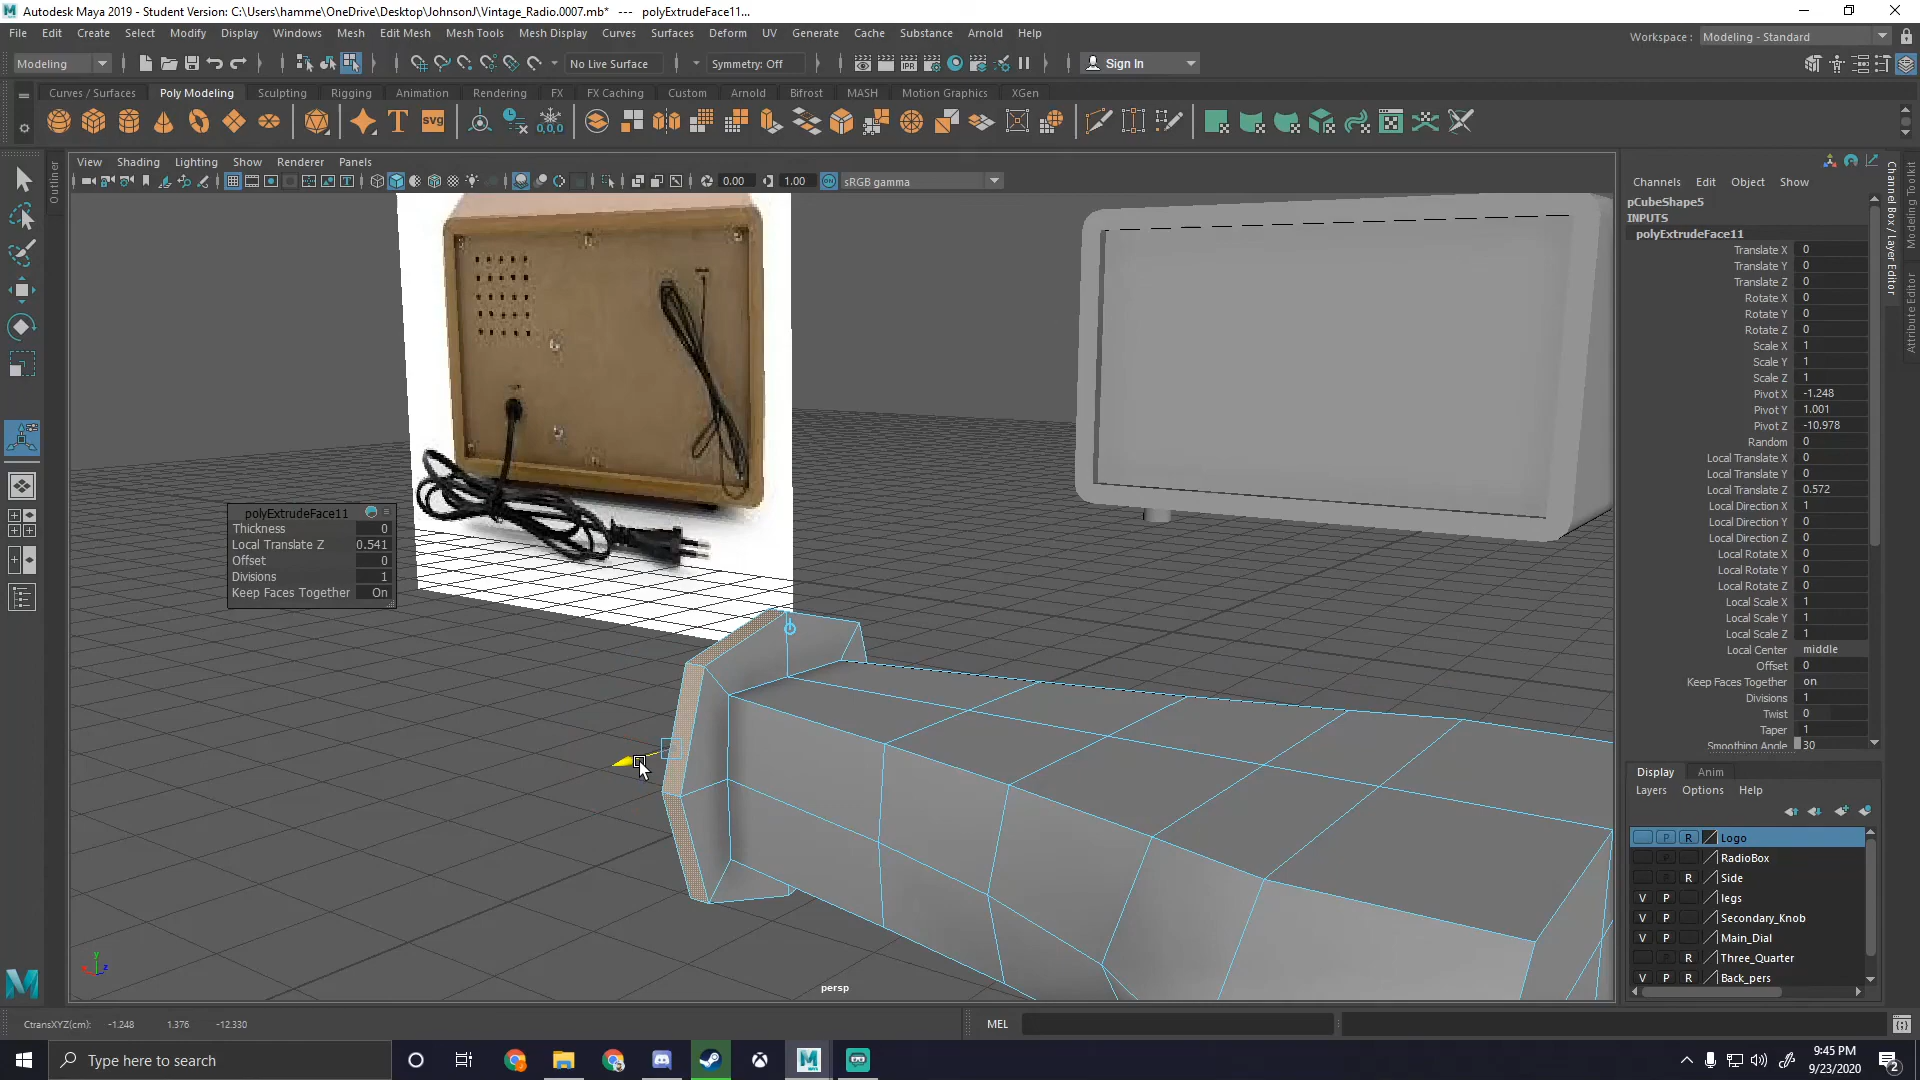 Autodesk Maya 2019 - Student Version: C:\Users\hamme\OneDrive\Desktop\JohnsonJ\Vintage_Radio.0007.mb* --- polyExtrudeFace11...
File Edit Create Select Modify Display Windows Mesh Edit Mesh Mesh Tools Mesh Display Curves Surfaces Deform UV Generate Cache Substance Arnold Help
Workspace : Modeling - Standard
Modeling No Live Surface Symmetry: Off Sign In
Curves / Surfaces Poly Modeling Sculpting Rigging Animation Rendering FX FX Caching Custom Arnold Bifrost MASH Motion Graphics XGen
View Shading Lighting Show Renderer Panels
0.00 1.00 sRGB gamma
Outliner
polyExtrudeFace11
Thickness 0
Local Translate Z 0.541
Offset 0
Divisions 1
Keep Faces Together On
persp
Channels Edit Object Show
pCubeShape5
INPUTS
polyExtrudeFace11
Translate X 0
Translate Y 0
Translate Z 0
Rotate X 0
Rotate Y 0
Rotate Z 0
Scale X 1
Scale Y 1
Scale Z 1
Pivot X -1.248
Pivot Y 1.001
Pivot Z -10.978
Random 0
Local Translate X 0
Local Translate Y 0
Local Translate Z 0.572
Local Direction X 1
Local Direction Y 0
Local Direction Z 0
Local Rotate X 0
Local Rotate Y 0
Local Rotate Z 0
Local Scale X 1
Local Scale Y 1
Local Scale Z 1
Local Center middle
Offset 0
Keep Faces Together on
Divisions 1
Twist 0
Taper 1
Smoothing Angle 30
Display Anim
Layers Options Help
R Logo
RadioBox
R Side
V P legs
V P Secondary_Knob
V P Main_Dial
R Three_Quarter
V P Back_pers
Channel Box / Layer Editor
Modeling Toolkit
Attribute Editor
CtransXYZ(cm): -1.248 1.376 -12.330
MEL
Type here to search
9:45 PM
9/23/2020
2